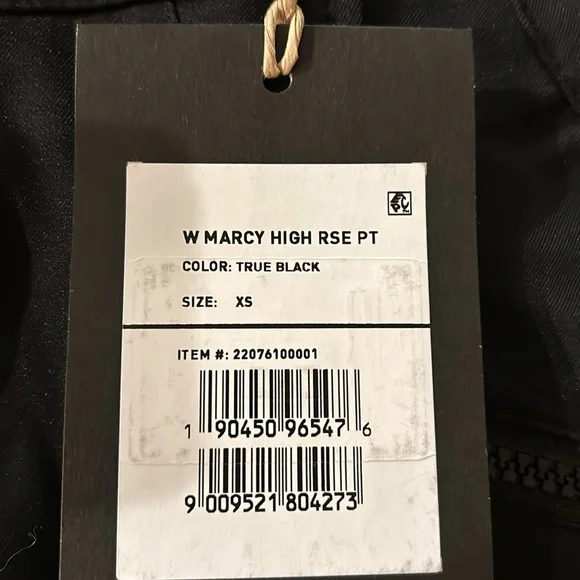 W MARCY HIGH RSE PT
COLOR: TRUE BLACK
SIZE: XS
ITEM #: 22076100001
1 90450 96547 6
9 009521 804273